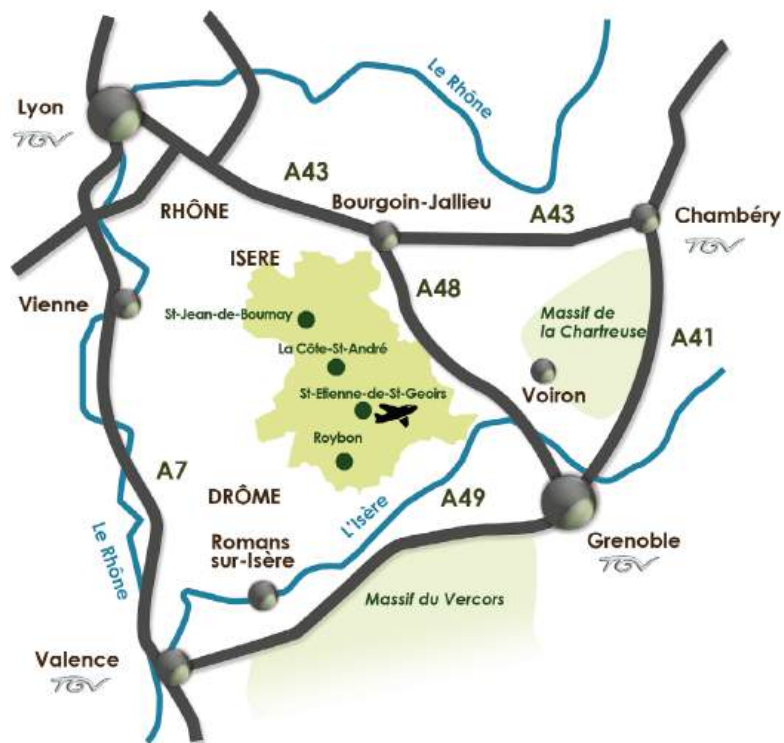 Le Rhône
Lyon
TGV
A43
Bourgoin-Jallieu
A43
RHÔNE
Chambéry
TGV
ISERE
A48
Vienne
St-Jean-de-Bournay
Massif de
la Chartreuse
A41
La Côte-St-André
Voiron
St-Etienne-de-St-Geoirs
Roybon
A7
DRÔME
A49
L'Isère
Le Rhône
Romans
sur-Isère
Grenoble
TGV
Massif du Vercors
Valence
TGV